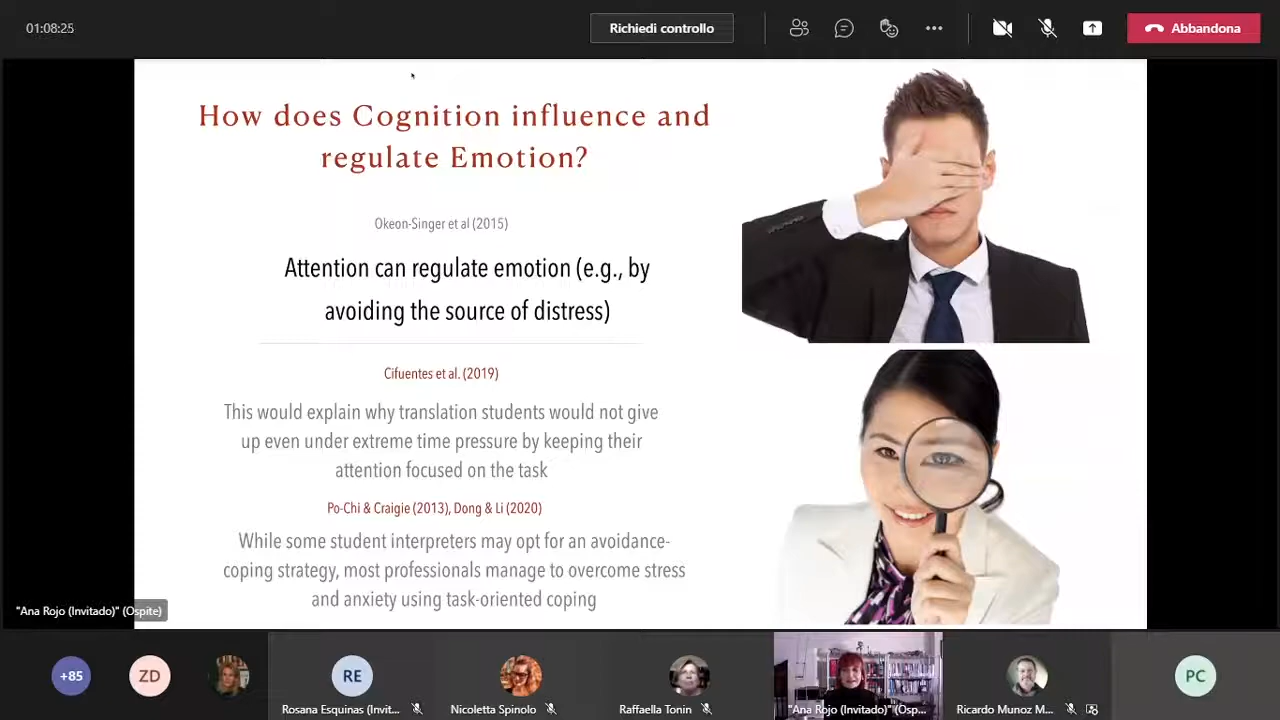 01:08:25
Richiedi controllo
Abbandona
How does Cognition influence and
regulate Emotion?
Okeon-Singer et al (2015)
Attention can regulate emotion (e.g., by
avoiding the source of distress)
Cifuentes et al. (2019)
This would explain why translation students would not give
up even under extreme time pressure by keeping their
attention focused on the task
Po-Chi & Craigie (2013), Dong & Li (2020)
While some student interpreters may opt for an avoidance-
coping strategy, most professionals manage to overcome stress
and anxiety using task-oriented coping
"Ana Rojo (Invitado)" (Ospite)
+85
ZD
RE
PC
Rosana Esquinas (Invit...
Nicoletta Spinolo
Raffaella Tonin
"Ana Rojo (Invitado)" (Osp...
Ricardo Munoz M...